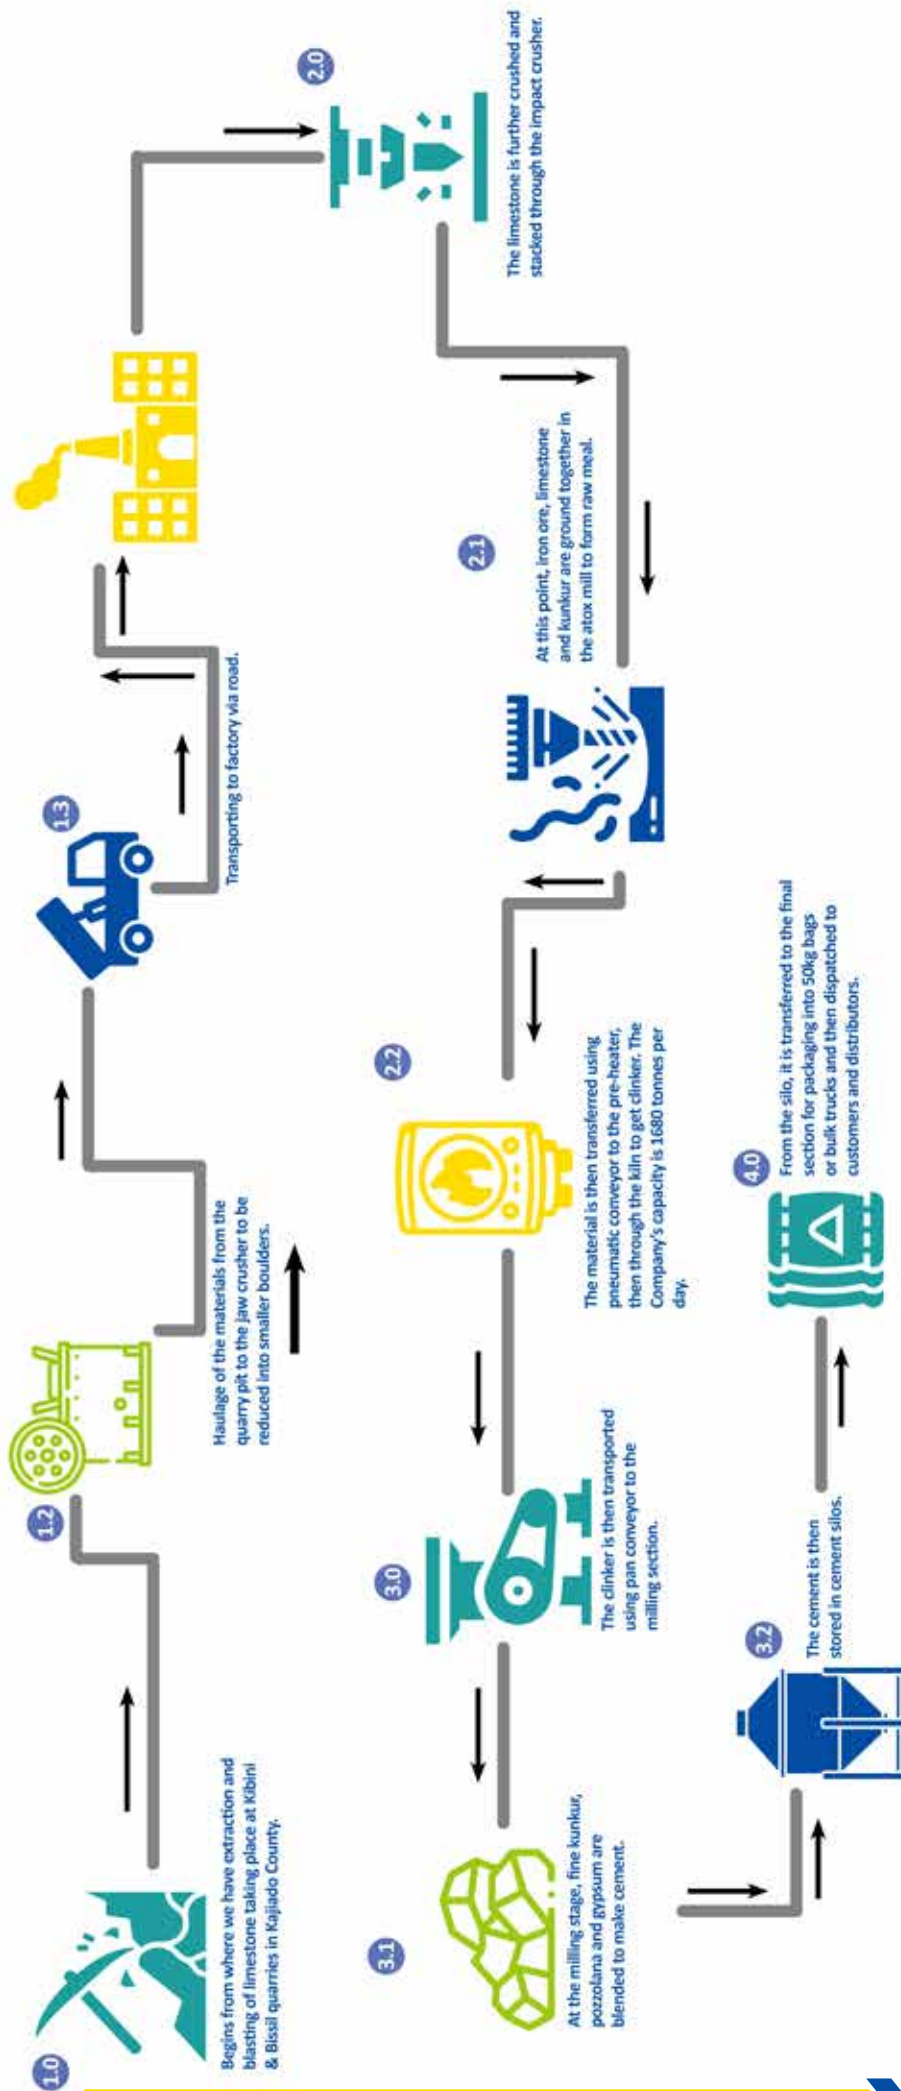 1.0
Begins from where we have extraction and
blasting of limestone taking place at Kibini
& Bissil quarries in Kajiado County.
1.2
Haulage of the materials from the
quarry pit to the jaw crusher to be
reduced into smaller boulders.
1.3
Transporting to factory via road.
2.0
The limestone is further crushed and
stacked through the impact crusher.
2.1
At this point, iron ore, limestone
and kunkur are ground together in
the atox mill to form raw meal.
2.2
The material is then transferred using
pneumatic conveyor to the pre-heater,
then through the kiln to get clinker. The
Company's capacity is 1680 tonnes per
day.
3.0
The clinker is then transported
using pan conveyor to the
milling section.
3.1
At the milling stage, fine kunkur,
pozzolana and gypsum are
blended to make cement.
3.2
The cement is then
stored in cement silos.
4.0
From the silo, it is transferred to the final
section for packaging into 50kg bags
or bulk trucks and then dispatched to
customers and distributors.